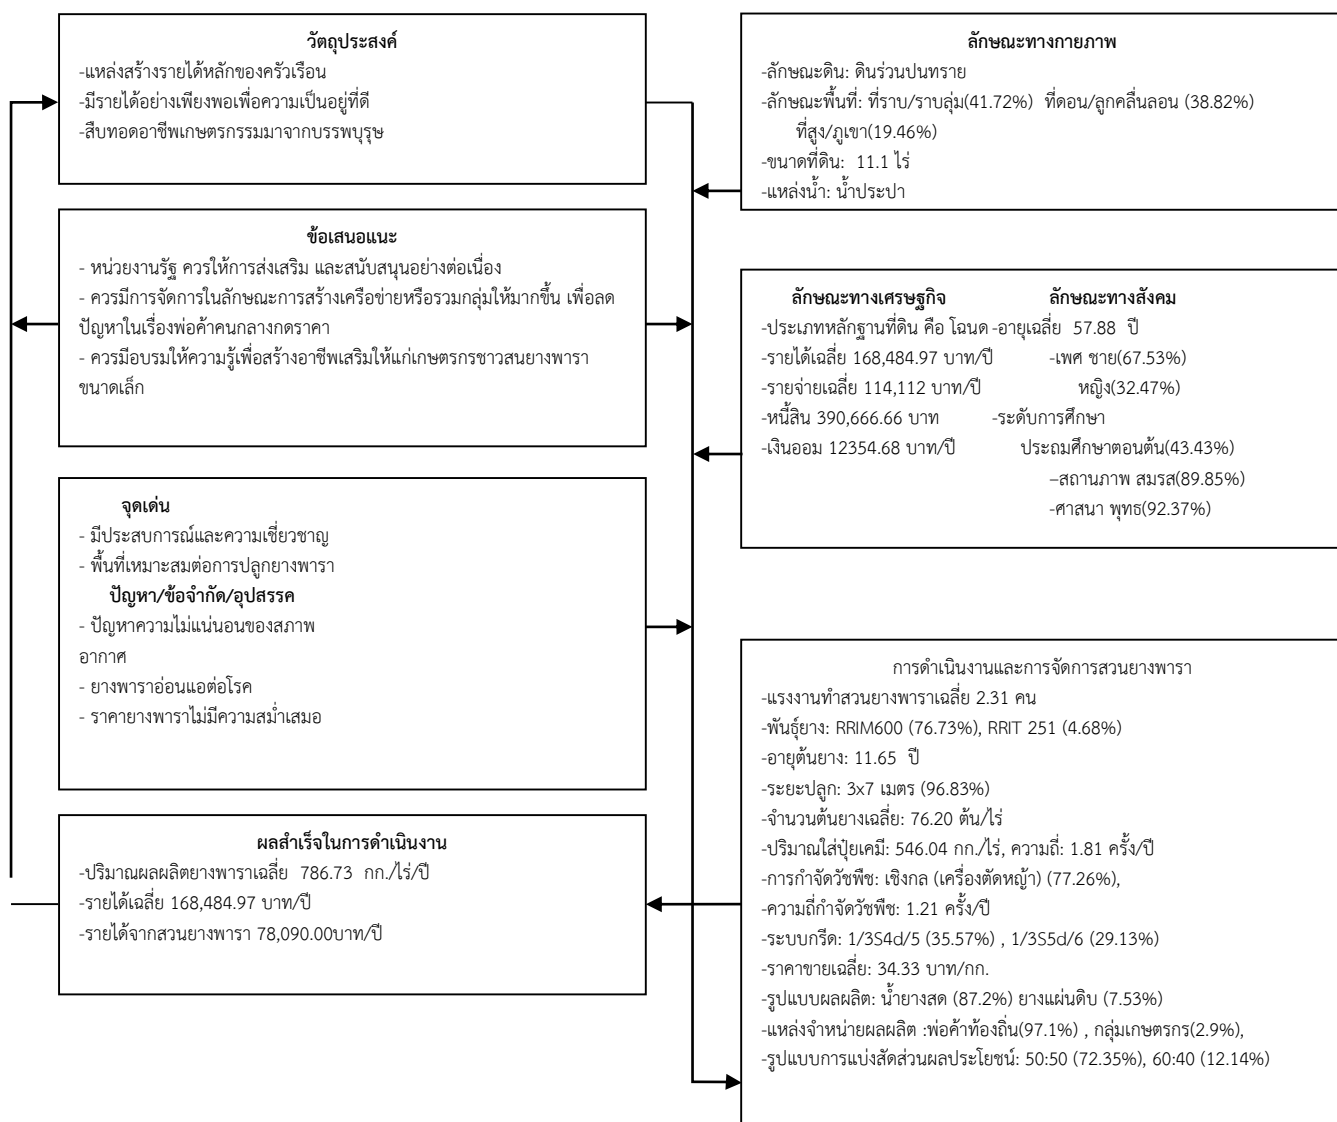 วัตถุประสงค์
-แหล่งสร้างรายได้หลักของครัวเรือน
-มีรายได้อย่างเพียงพอเพื่อความเป็นอยู่ที่ดี
-สืบทอดอาชีพเกษตรกรรมมาจากบรรพบุรุษ
ข้อเสนอแนะ
- หน่วยงานรัฐ ควรให้การส่งเสริม และสนับสนุนอย่างต่อเนื่อง
- ควรมีการจัดการในลักษณะการสร้างเครือข่ายหรือรวมกลุ่มให้มากขึ้น เพื่อลด
ปัญหาในเรื่องพ่อค้าคนกลางกดราคา
- ควรมีอบรมให้ความรู้เพื่อสร้างอาชีพเสริมให้แก่เกษตรกรชาวสนยางพารา
ขนาดเล็ก
จุดเด่น
- มีประสบการณ์และความเชี่ยวชาญ
- พื้นที่เหมาะสมต่อการปลูกยางพารา
ปัญหา/ข้อจำกัด/อุปสรรค
- ปัญหาความไม่แน่นอนของสภาพ
อากาศ
- ยางพาราอ่อนแอต่อโรค
- ราคายางพาราไม่มีความสม่ำเสมอ
ผลสำเร็จในการดำเนินงาน
-ปริมาณผลผลิตยางพาราเฉลี่ย 786.73 กก./ไร่/ปี
-รายได้เฉลี่ย 168,484.97 บาท/ปี
-รายได้จากสวนยางพารา 78,090.00บาท/ปี
ลักษณะทางกายภาพ
-ลักษณะดิน: ดินร่วนปนทราย
-ลักษณะพื้นที่: ที่ราบ/ราบลุ่ม(41.72%) ที่ดอน/ลูกคลื่นลอน (38.82%)
ที่สูง/ภูเขา(19.46%)
-ขนาดที่ดิน: 11.1 ไร่
-แหล่งน้ำ: น้ำประปา
ลักษณะทางเศรษฐกิจ ลักษณะทางสังคม
-ประเภทหลักฐานที่ดิน คือ โฉนด -อายุเฉลี่ย 57.88 ปี
-รายได้เฉลี่ย 168,484.97 บาท/ปี -เพศ ชาย(67.53%)
-รายจ่ายเฉลี่ย 114,112 บาท/ปี หญิง(32.47%)
-หนี้สิน 390,666.66 บาท -ระดับการศึกษา
-เงินออม 12354.68 บาท/ปี ประถมศึกษาตอนต้น(43.43%)
–สถานภาพ สมรส(89.85%)
-ศาสนา พุทธ(92.37%)
การดำเนินงานและการจัดการสวนยางพารา
-แรงงานทำสวนยางพาราเฉลี่ย 2.31 คน
-พันธุ์ยาง: RRIM600 (76.73%), RRIT 251 (4.68%)
-อายุต้นยาง: 11.65 ปี
-ระยะปลูก: 3x7 เมตร (96.83%)
-จำนวนต้นยางเฉลี่ย: 76.20 ต้น/ไร่
-ปริมาณใส่ปุ๋ยเคมี: 546.04 กก./ไร่, ความถี่: 1.81 ครั้ง/ปี
-การกำจัดวัชพืช: เชิงกล (เครื่องตัดหญ้า) (77.26%),
-ความถี่กำจัดวัชพืช: 1.21 ครั้ง/ปี
-ระบบกรีด: 1/3S4d/5 (35.57%) , 1/3S5d/6 (29.13%)
-ราคาขายเฉลี่ย: 34.33 บาท/กก.
-รูปแบบผลผลิต: น้ำยางสด (87.2%) ยางแผ่นดิบ (7.53%)
-แหล่งจำหน่ายผลผลิต :พ่อค้าท้องถิ่น(97.1%) , กลุ่มเกษตรกร(2.9%),
-รูปแบบการแบ่งสัดส่วนผลประโยชน์: 50:50 (72.35%), 60:40 (12.14%)